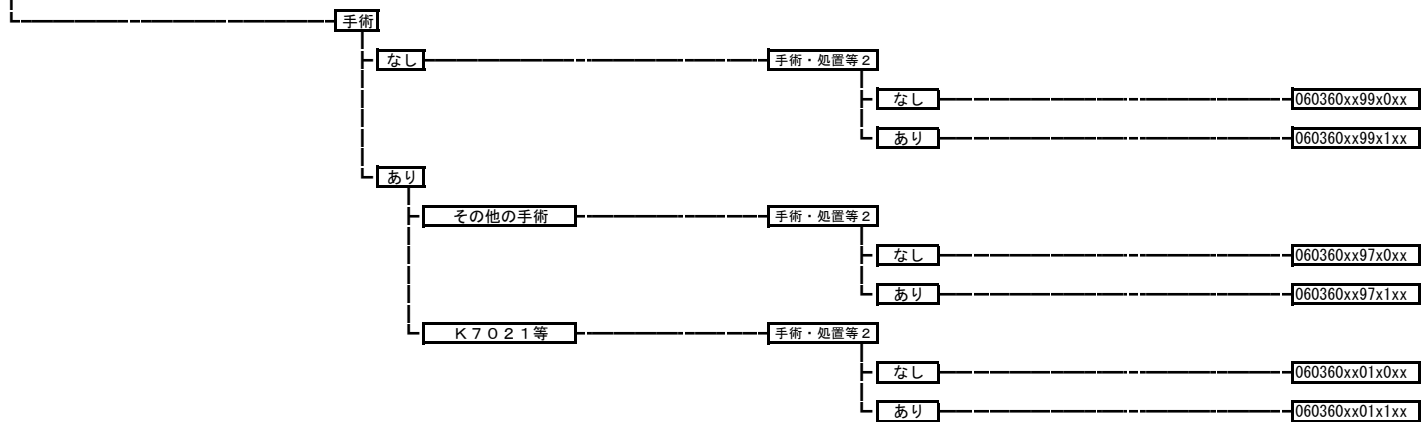 手術
なし 手術・処置等２
なし 060360xx99x0xx
あり 060360xx99x1xx
あり
その他の手術 手術・処置等２
なし 060360xx97x0xx
あり 060360xx97x1xx
Ｋ７０２１等 手術・処置等２
なし 060360xx01x0xx
あり 060360xx01x1xx